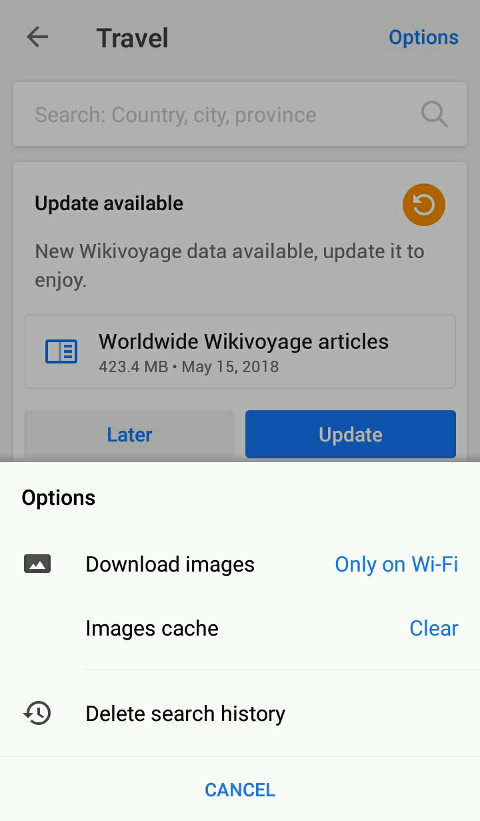 Travel
Options
Search: Country, city, province
Update available
New Wikivoyage data available, update it to
enjoy.
Worldwide Wikivoyage articles
423.4 MB • May 15, 2018
Later
Update
Options
Download images
Only on Wi-Fi
Images cache
Clear
Delete search history
CANCEL